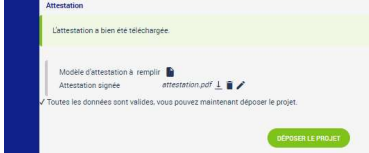 Attestation
L'attestation a bien été téléchargée.
Modèle d'attestation à remplir
Attestation signée attestation.pdf
✓ Toutes les données sont valides, vous pouvez maintenant déposer le projet.
DÉPOSER LE PROJET